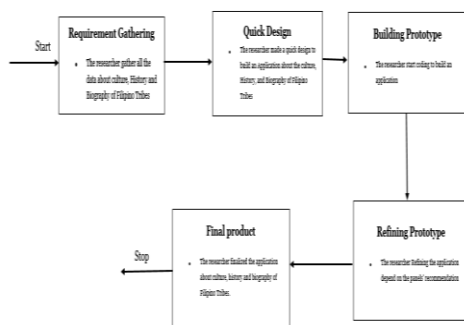 Start
Requirement Gathering
• The researcher gather all the
data about culture, History and
Biography of Filipino Tribes
Quick Design
• The researcher made a quick design to
build an Application about the culture,
History, and Biography of Filipino
Tribes
Building Prototype
• The researcher start coding to build an
application
Refining Prototype
• The researcher Refining the application
depend on the panels' recommendation
Final product
• The researcher finalized the application
about culture, history and biography of
Filipino Tribes.
Stop